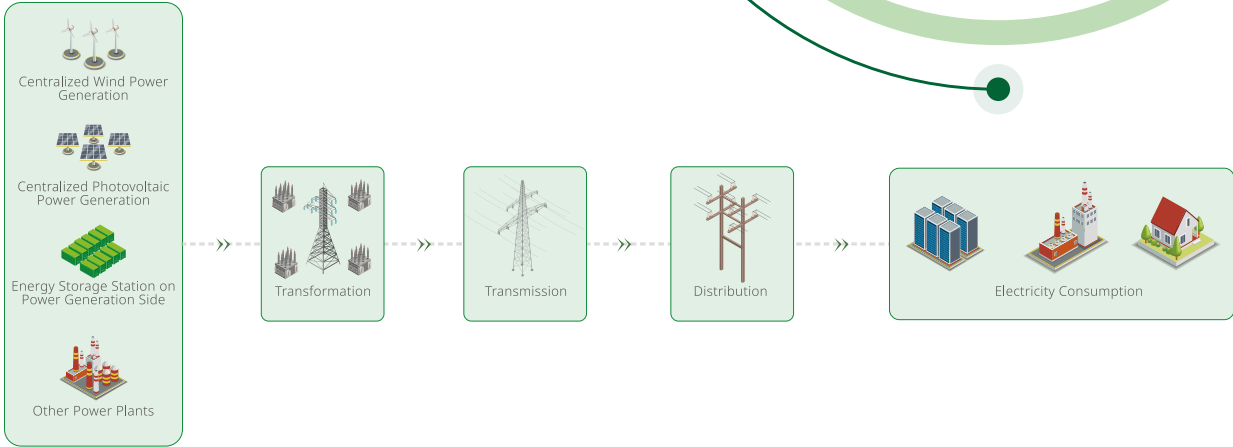 Centralized Wind Power
Generation
Centralized Photovoltaic
Power Generation
Energy Storage Station on
Power Generation Side
Other Power Plants
Transformation
Transmission
Distribution
Electricity Consumption